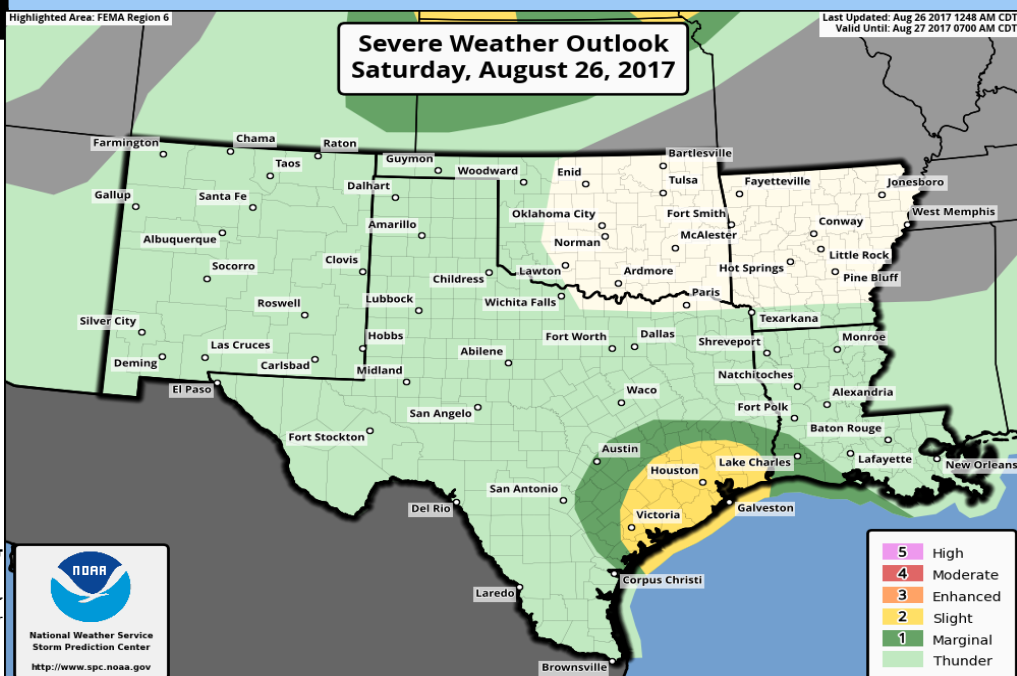 Highlighted Area: FEMA Region 6
Last Updated: Aug 26 2017 1248 AM CDT
Valid Until: Aug 27 2017 0700 AM CDT
Severe Weather Outlook
Saturday, August 26, 2017
Farmington
Chama
Raton
Taos
Guymon
Woodward
Enid
Bartlesville
Tulsa
Fayetteville
Jonesboro
Gallup
Santa Fe
Dalhart
Amarillo
Oklahoma City
Fort Smith
Conway
West Memphis
Albuquerque
Norman
McAlester
Little Rock
Socorro
Clovis
Childress
Lawton
Ardmore
Hot Springs
Pine Bluff
Roswell
Lubbock
Wichita Falls
Paris
Texarkana
Silver City
Las Cruces
Hobbs
Fort Worth
Dallas
Shreveport
Monroe
Deming
Carlsbad
Midland
Abilene
Natchitoches
El Paso
Waco
Alexandria
San Angelo
Fort Polk
Fort Stockton
Baton Rouge
Austin
Houston
Lake Charles
Lafayette
New Orleans
San Antonio
Del Rio
Victoria
Galveston
Corpus Christi
Laredo
Brownsville
NOAA
National Weather Service
Storm Prediction Center
http://www.spc.noaa.gov
5 High
4 Moderate
3 Enhanced
2 Slight
1 Marginal
Thunder